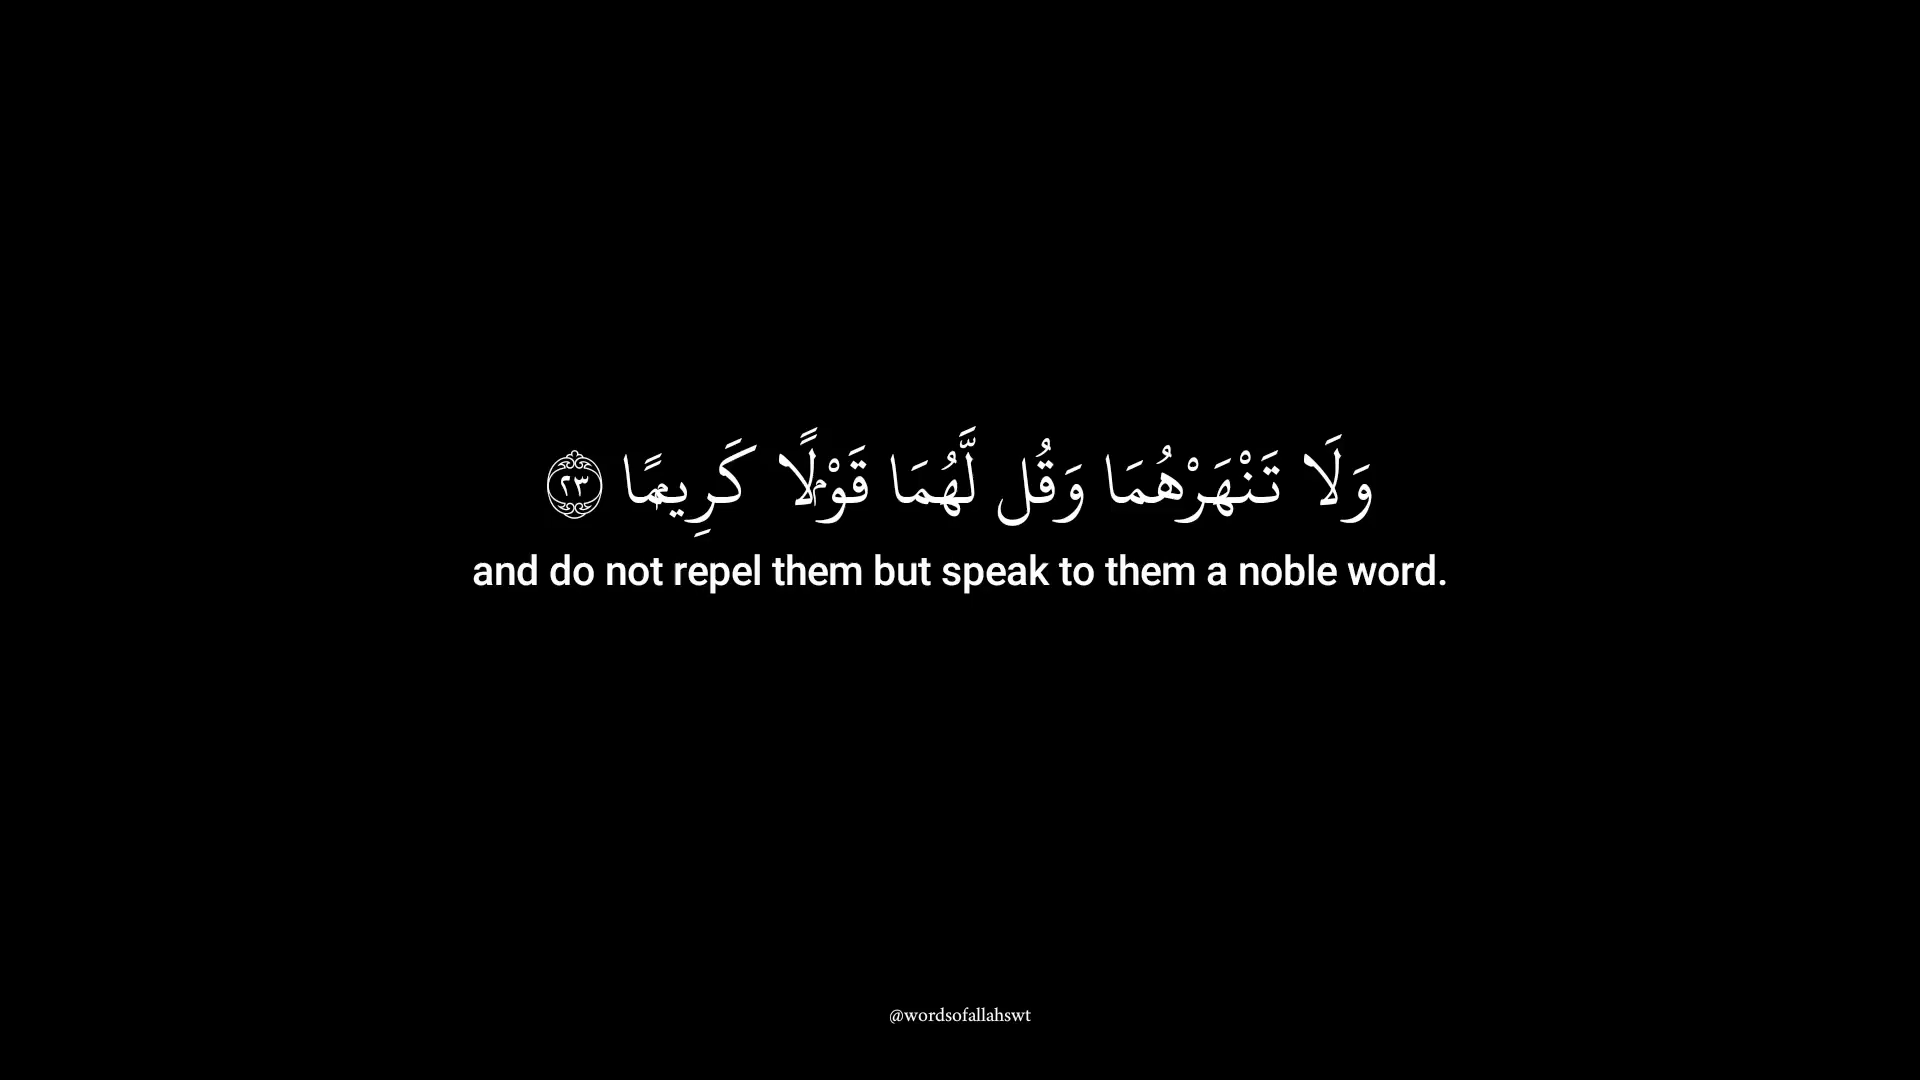 وَلَا تَنْهَرْهُمَا وَقُل لَّهُمَا قَوْلًا كَرِيمًا ٢٣
and do not repel them but speak to them a noble word.
@wordsofallahswt